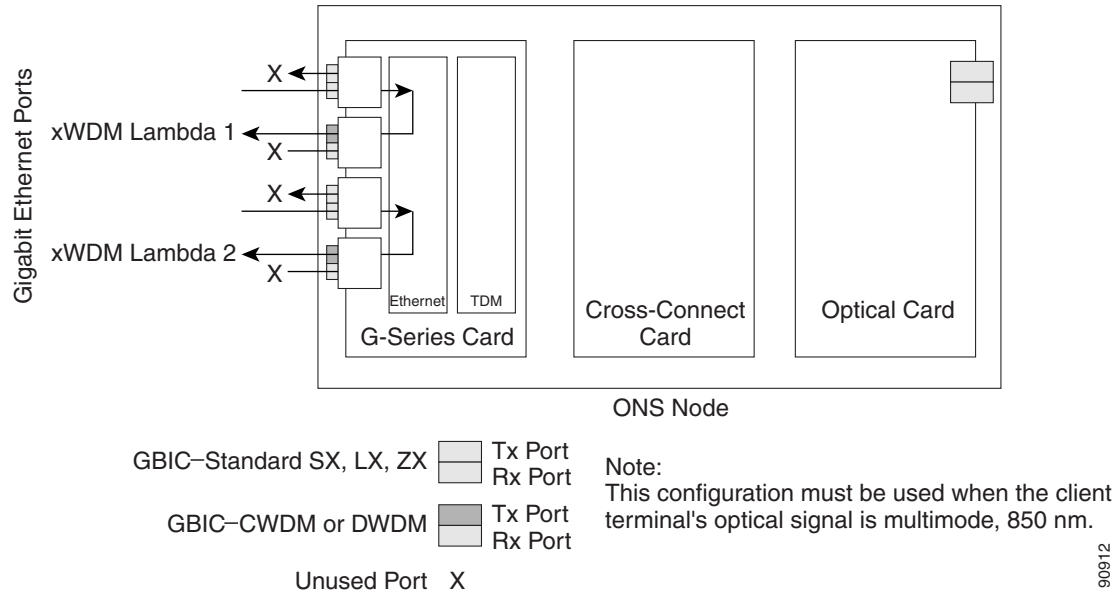 Gigabit Ethernet Ports
X
xWDM Lambda 1
X
X
xWDM Lambda 2
X
Ethernet
TDM
G-Series Card
Cross-Connect
Card
Optical Card
ONS Node
GBIC–Standard SX, LX, ZX
Tx Port
Rx Port
GBIC–CWDM or DWDM
Tx Port
Rx Port
Unused Port X
Note:
This configuration must be used when the client
terminal's optical signal is multimode, 850 nm.
90912